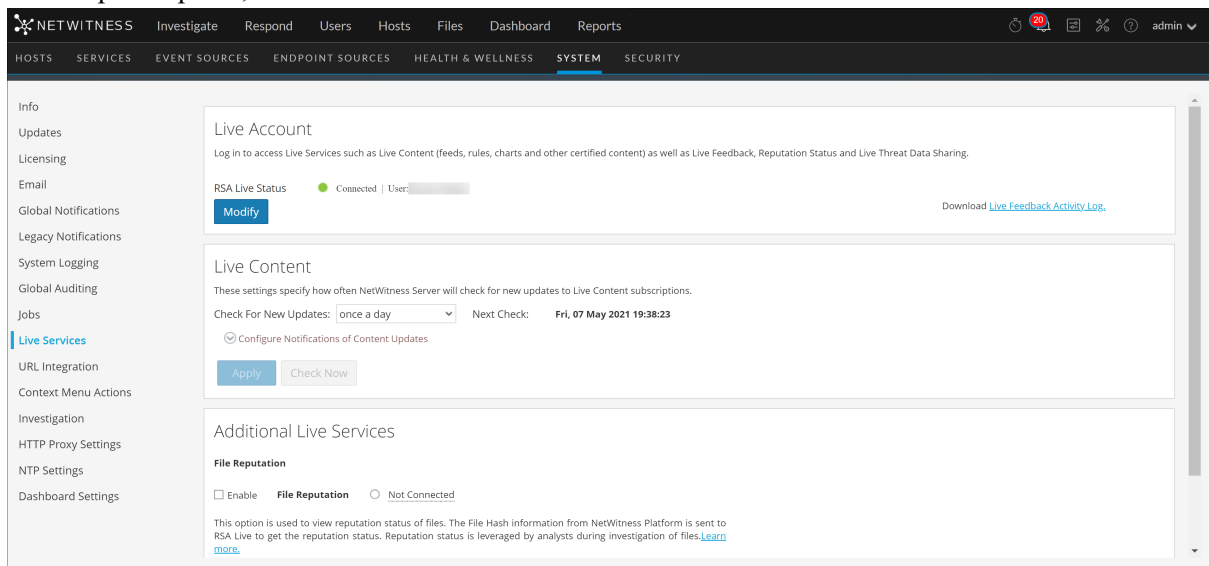 NETWITNESS Investigate Respond Users Hosts Files Dashboard Reports 20 admin
HOSTS SERVICES EVENT SOURCES ENDPOINT SOURCES HEALTH & WELLNESS SYSTEM SECURITY
Info
Updates
Licensing
Email
Global Notifications
Legacy Notifications
System Logging
Global Auditing
Jobs
Live Services
URL Integration
Context Menu Actions
Investigation
HTTP Proxy Settings
NTP Settings
Dashboard Settings
Live Account
Log in to access Live Services such as Live Content (feeds, rules, charts and other certified content) as well as Live Feedback, Reputation Status and Live Threat Data Sharing.
RSA Live Status Connected | User:
Modify
Download Live Feedback Activity Log.
Live Content
These settings specify how often NetWitness Server will check for new updates to Live Content subscriptions.
Check For New Updates: once a day Next Check: Fri, 07 May 2021 19:38:23
Configure Notifications of Content Updates
Apply Check Now
Additional Live Services
File Reputation
Enable File Reputation Not Connected
This option is used to view reputation status of files. The File Hash information from NetWitness Platform is sent to
RSA Live to get the reputation status. Reputation status is leveraged by analysts during investigation of files.Learn
more.